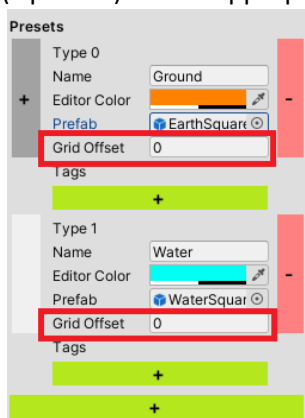 Presets
Type 0
Name Ground
+ Editor Color -
Prefab EarthSquare
Grid Offset 0
Tags
+
Type 1
Name Water
Editor Color -
Prefab WaterSquar
Grid Offset 0
Tags
+
+